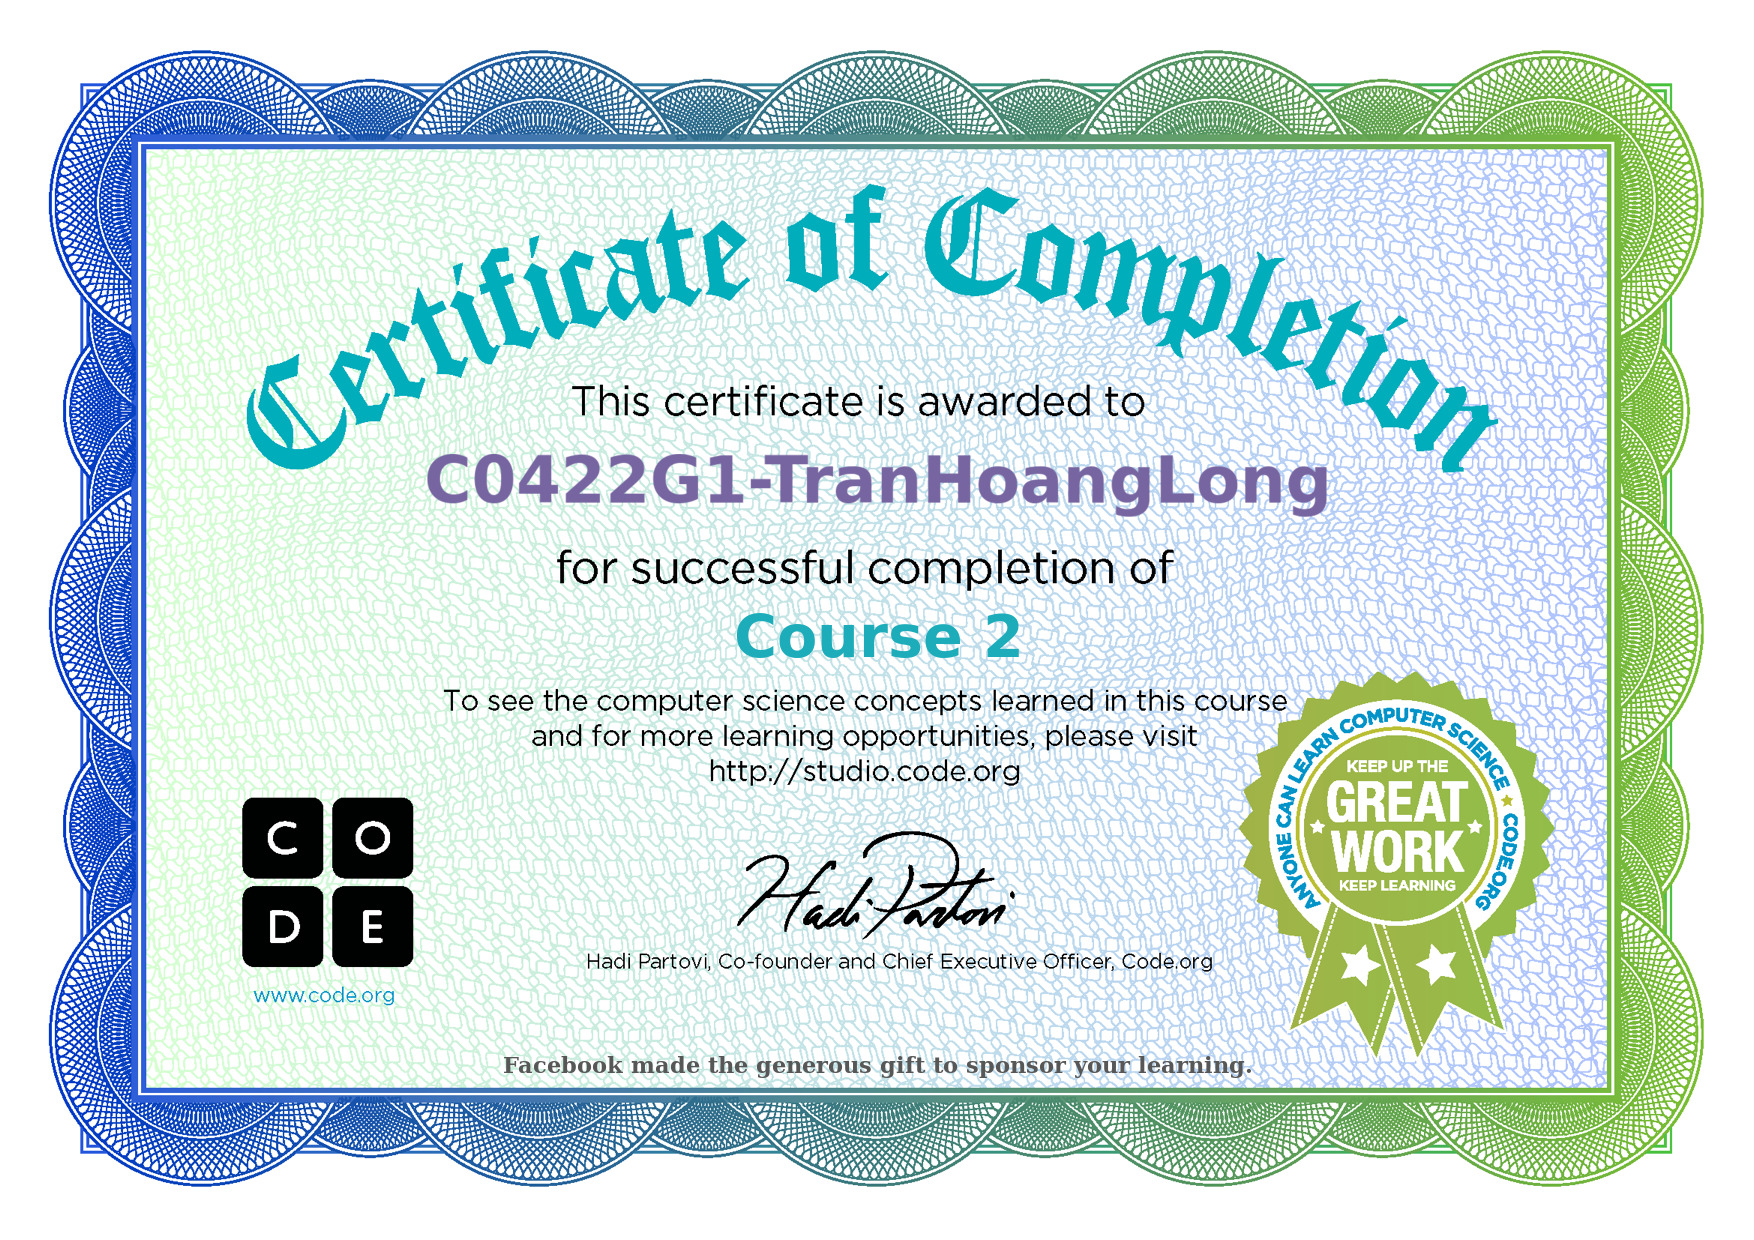 Certificate of Completion
This certificate is awarded to
C0422G1-TranHoangLong
for successful completion of
Course 2
To see the computer science concepts learned in this course
and for more learning opportunities, please visit
http://studio.code.org
C O
D E
www.code.org
Hadi Partovi
Hadi Partovi, Co-founder and Chief Executive Officer, Code.org
ANYONE CAN LEARN COMPUTER SCIENCE ★ CODE.ORG
KEEP UP THE
GREAT
WORK
KEEP LEARNING
Facebook made the generous gift to sponsor your learning.